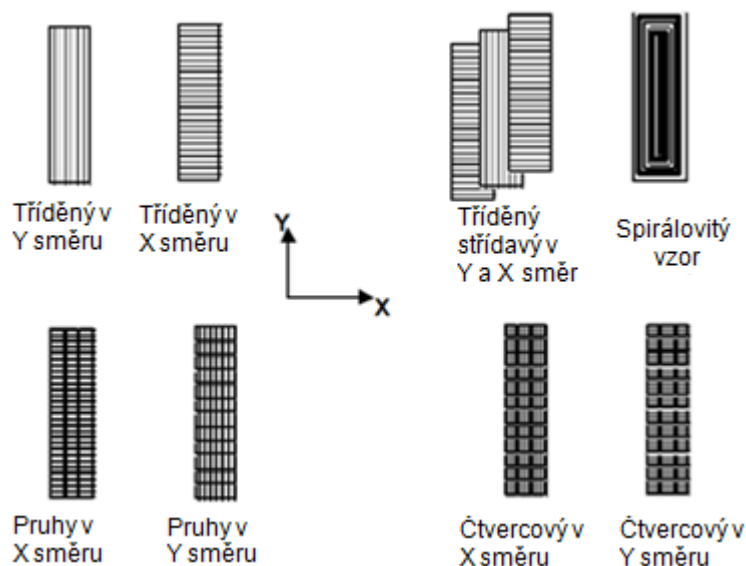 Tříděný v
Y směru
Tříděný v
X směru
Tříděný
střídavý v
Y a X směr
Spirálovitý
vzor
Y
X
Pruhy v
X směru
Pruhy v
Y směru
Čtvercový v
X směru
Čtvercový v
Y směru